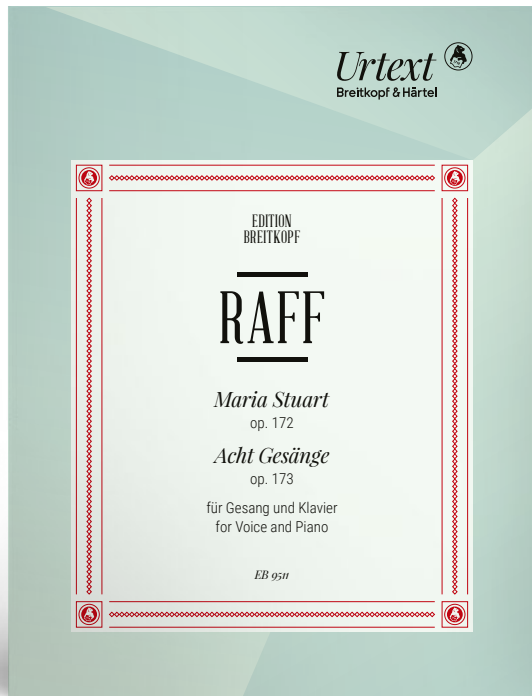 Urtext
Breitkopf & Härtel
EDITION
BREITKOPF
RAFF
Maria Stuart
op. 172
Acht Gesänge
op. 173
für Gesang und Klavier
for Voice and Piano
EB 9511